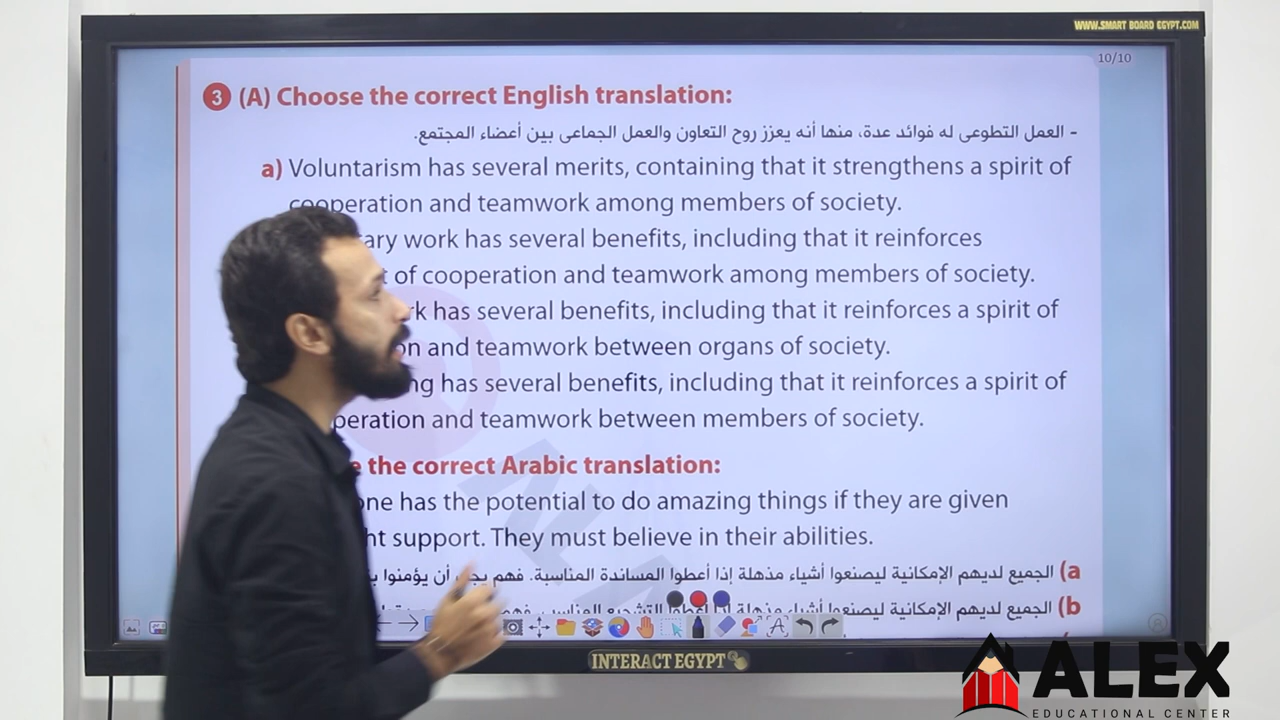 WWW.SMART BOARD EGYPT.COM
10/10
3 (A) Choose the correct English translation:
- العمل التطوعى له فوائد عدة، منها أنه يعزز روح التعاون والعمل الجماعى بين أعضاء المجتمع.
a) Voluntarism has several merits, containing that it strengthens a spirit of
cooperation and teamwork among members of society.
work has several benefits, including that it reinforces
of cooperation and teamwork among members of society.
has several benefits, including that it reinforces a spirit of
and teamwork between organs of society.
has several benefits, including that it reinforces a spirit of
and teamwork between members of society.
the correct Arabic translation:
has the potential to do amazing things if they are given
support. They must believe in their abilities.
a) الجميع لديهم الإمكانية ليصنعوا أشياء مذهلة إذا أعطوا المساندة المناسبة. فهم يجب أن يؤمنوا
b) الجميع لديهم الإمكانية ليصنعوا أشياء مذهلة
INTERACT EGYPT
ALEX
EDUCATIONAL CENTER